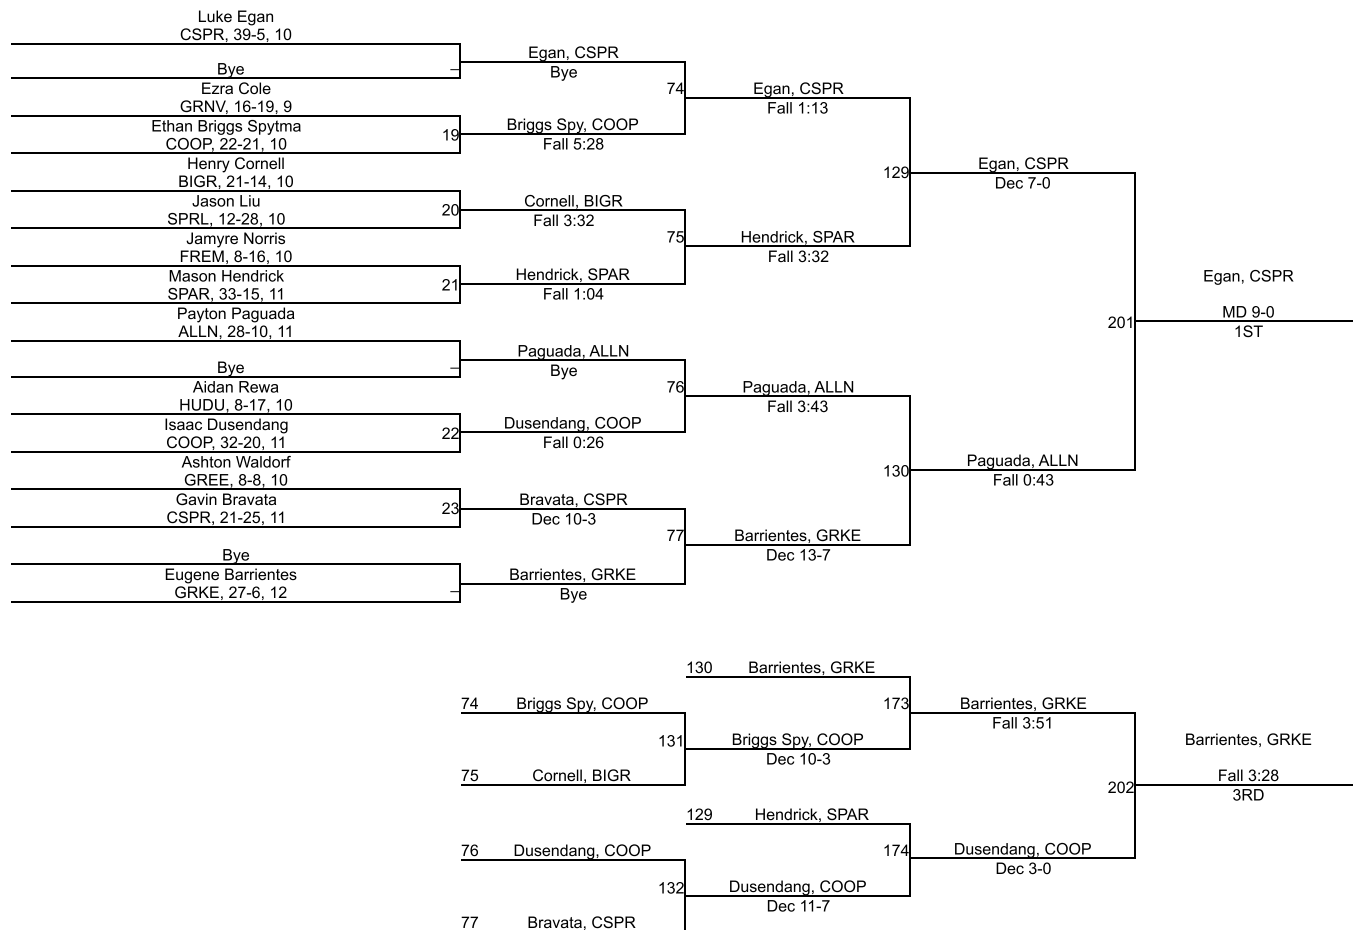 Luke Egan
CSPR, 39-5, 10
Bye
Ezra Cole
GRNV, 16-19, 9
Ethan Briggs Spytma
COOP, 22-21, 10
Henry Cornell
BIGR, 21-14, 10
Jason Liu
SPRL, 12-28, 10
Jamyre Norris
FREM, 8-16, 10
Mason Hendrick
SPAR, 33-15, 11
Payton Paguada
ALLN, 28-10, 11
Bye
Aidan Rewa
HUDU, 8-17, 10
Isaac Dusendang
COOP, 32-20, 11
Ashton Waldorf
GREE, 8-8, 10
Gavin Bravata
CSPR, 21-25, 11
Bye
Eugene Barrientes
GRKE, 27-6, 12
19
20
21
22
23
Egan, CSPR
Bye
Briggs Spy, COOP
Fall 5:28
Cornell, BIGR
Fall 3:32
Hendrick, SPAR
Fall 1:04
Paguada, ALLN
Bye
Dusendang, COOP
Fall 0:26
Bravata, CSPR
Dec 10-3
Barrientes, GRKE
Bye
74
75
76
77
Egan, CSPR
Fall 1:13
Hendrick, SPAR
Fall 3:32
Paguada, ALLN
Fall 3:43
Barrientes, GRKE
Dec 13-7
129
130
Egan, CSPR
Dec 7-0
Paguada, ALLN
Fall 0:43
201
Egan, CSPR
MD 9-0
1ST
74 Briggs Spy, COOP
75 Cornell, BIGR
76 Dusendang, COOP
77 Bravata, CSPR
131
132
130 Barrientes, GRKE
Briggs Spy, COOP
Dec 10-3
129 Hendrick, SPAR
Dusendang, COOP
Dec 11-7
173
174
Barrientes, GRKE
Fall 3:51
Dusendang, COOP
Dec 3-0
202
Barrientes, GRKE
Fall 3:28
3RD